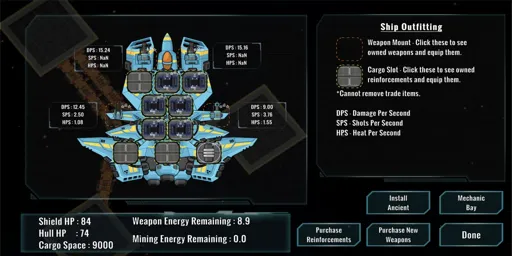 DPS : 15.24
SPS : NaN
HPS : NaN
DPS : 15.16
SPS : NaN
HPS : NaN
DPS : 12.45
SPS : 2.50
HPS : 1.08
DPS : 9.00
SPS : 3.76
HPS : 1.55
Ship Outfitting
Weapon Mount - Click these to see
owned weapons and equip them.
Cargo Slot - Click these to see owned
reinforcements and equip them.
*Cannot remove trade items.
DPS - Damage Per Second
SPS - Shots Per Second
HPS - Heat Per Second
Install
Ancient
Mechanic
Bay
Purchase
Reinforcements
Purchase New
Weapons
Done
Shield HP : 84
Hull HP : 74
Cargo Space : 9000
Weapon Energy Remaining : 8.9
Mining Energy Remaining : 0.0